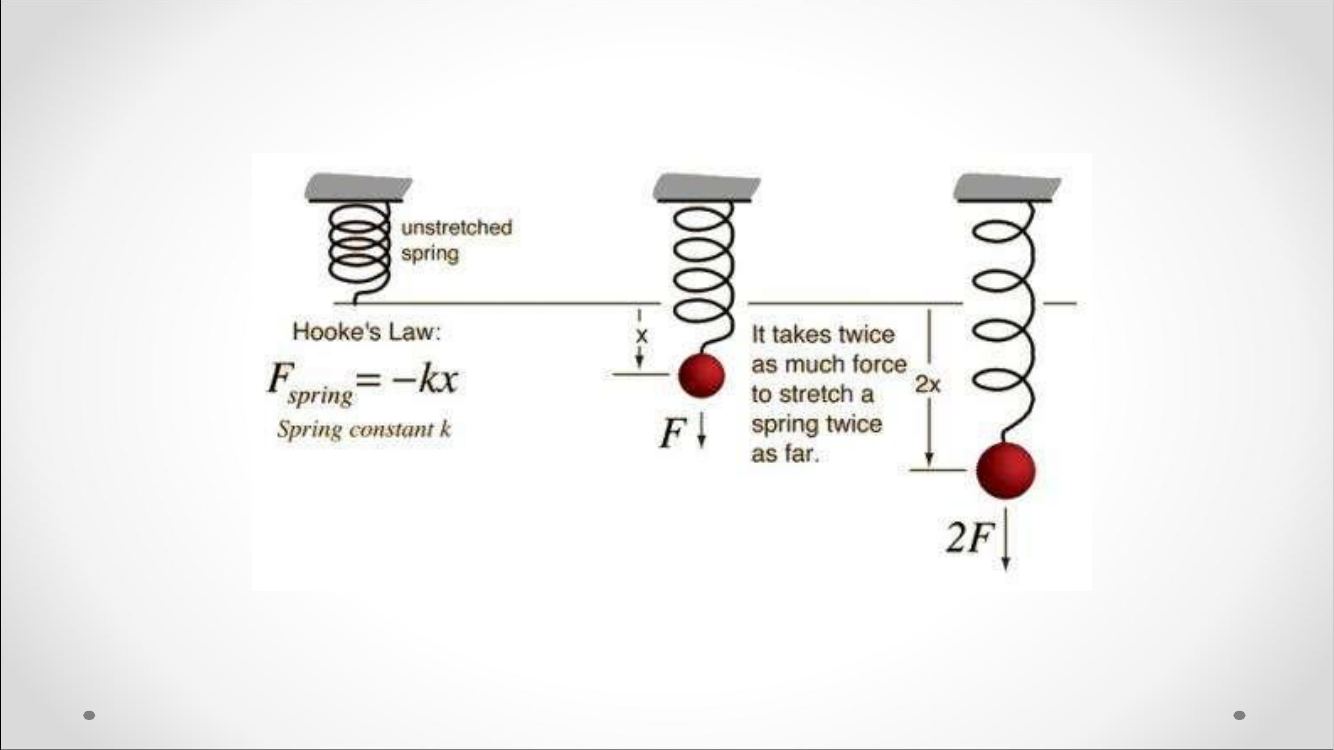 unstretched
spring
Hooke's Law:
F spring = −kx
Spring constant k
x
F
It takes twice
as much force
to stretch a
spring twice
as far.
2x
2F